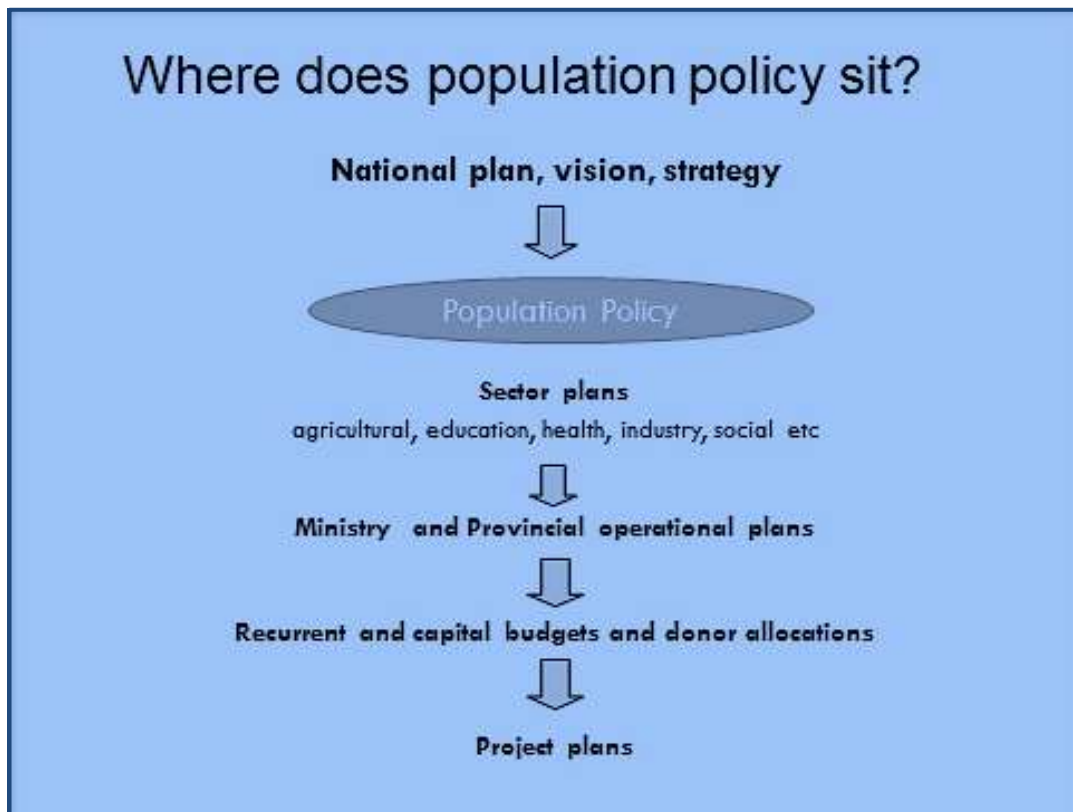 Where does population policy sit?
National plan, vision, strategy
Population Policy
Sector plans
agricultural, education, health, industry, social etc
Ministry and Provincial operational plans
Recurrent and capital budgets and donor allocations
Project plans